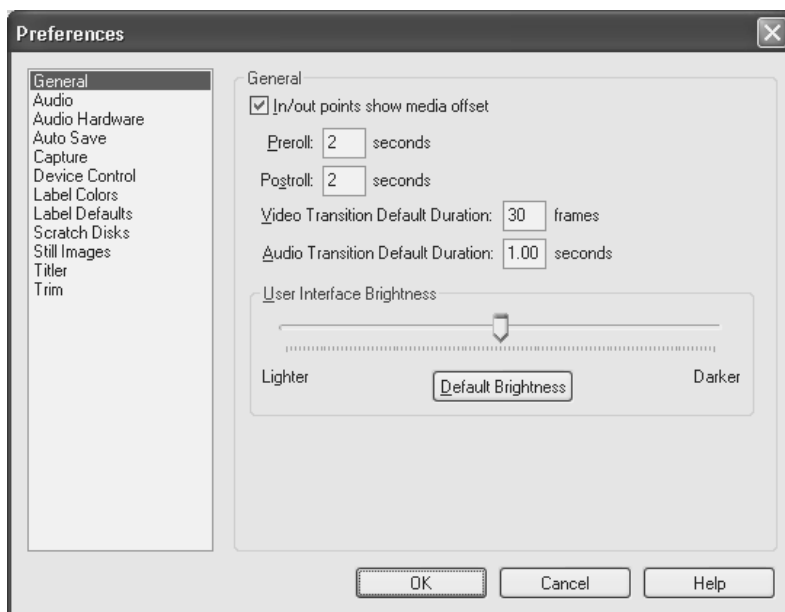 Preferences
General
Audio
Audio Hardware
Auto Save
Capture
Device Control
Label Colors
Label Defaults
Scratch Disks
Still Images
Titler
Trim
General
In/out points show media offset
Preroll: 2 seconds
Postroll: 2 seconds
Video Transition Default Duration: 30 frames
Audio Transition Default Duration: 1.00 seconds
User Interface Brightness
Lighter Darker
Default Brightness
OK Cancel Help